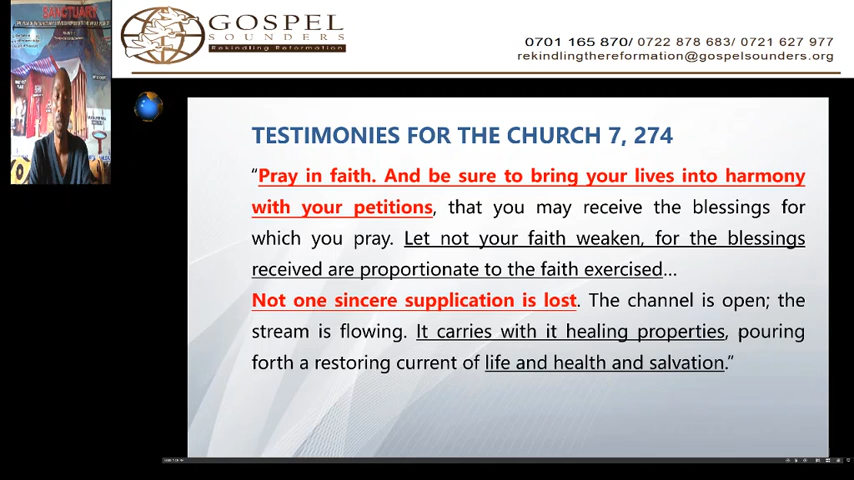 SANCTUARY
GOSPEL
SOUNDERS
Rekindling Reformation
0701 165 870/ 0722 878 683/ 0721 627 977
rekindlingthereformation@gospelsounders.org
TESTIMONIES FOR THE CHURCH 7, 274
“Pray in faith. And be sure to bring your lives into harmony
with your petitions, that you may receive the blessings for
which you pray. Let not your faith weaken, for the blessings
received are proportionate to the faith exercised...
Not one sincere supplication is lost. The channel is open; the
stream is flowing. It carries with it healing properties, pouring
forth a restoring current of life and health and salvation.”